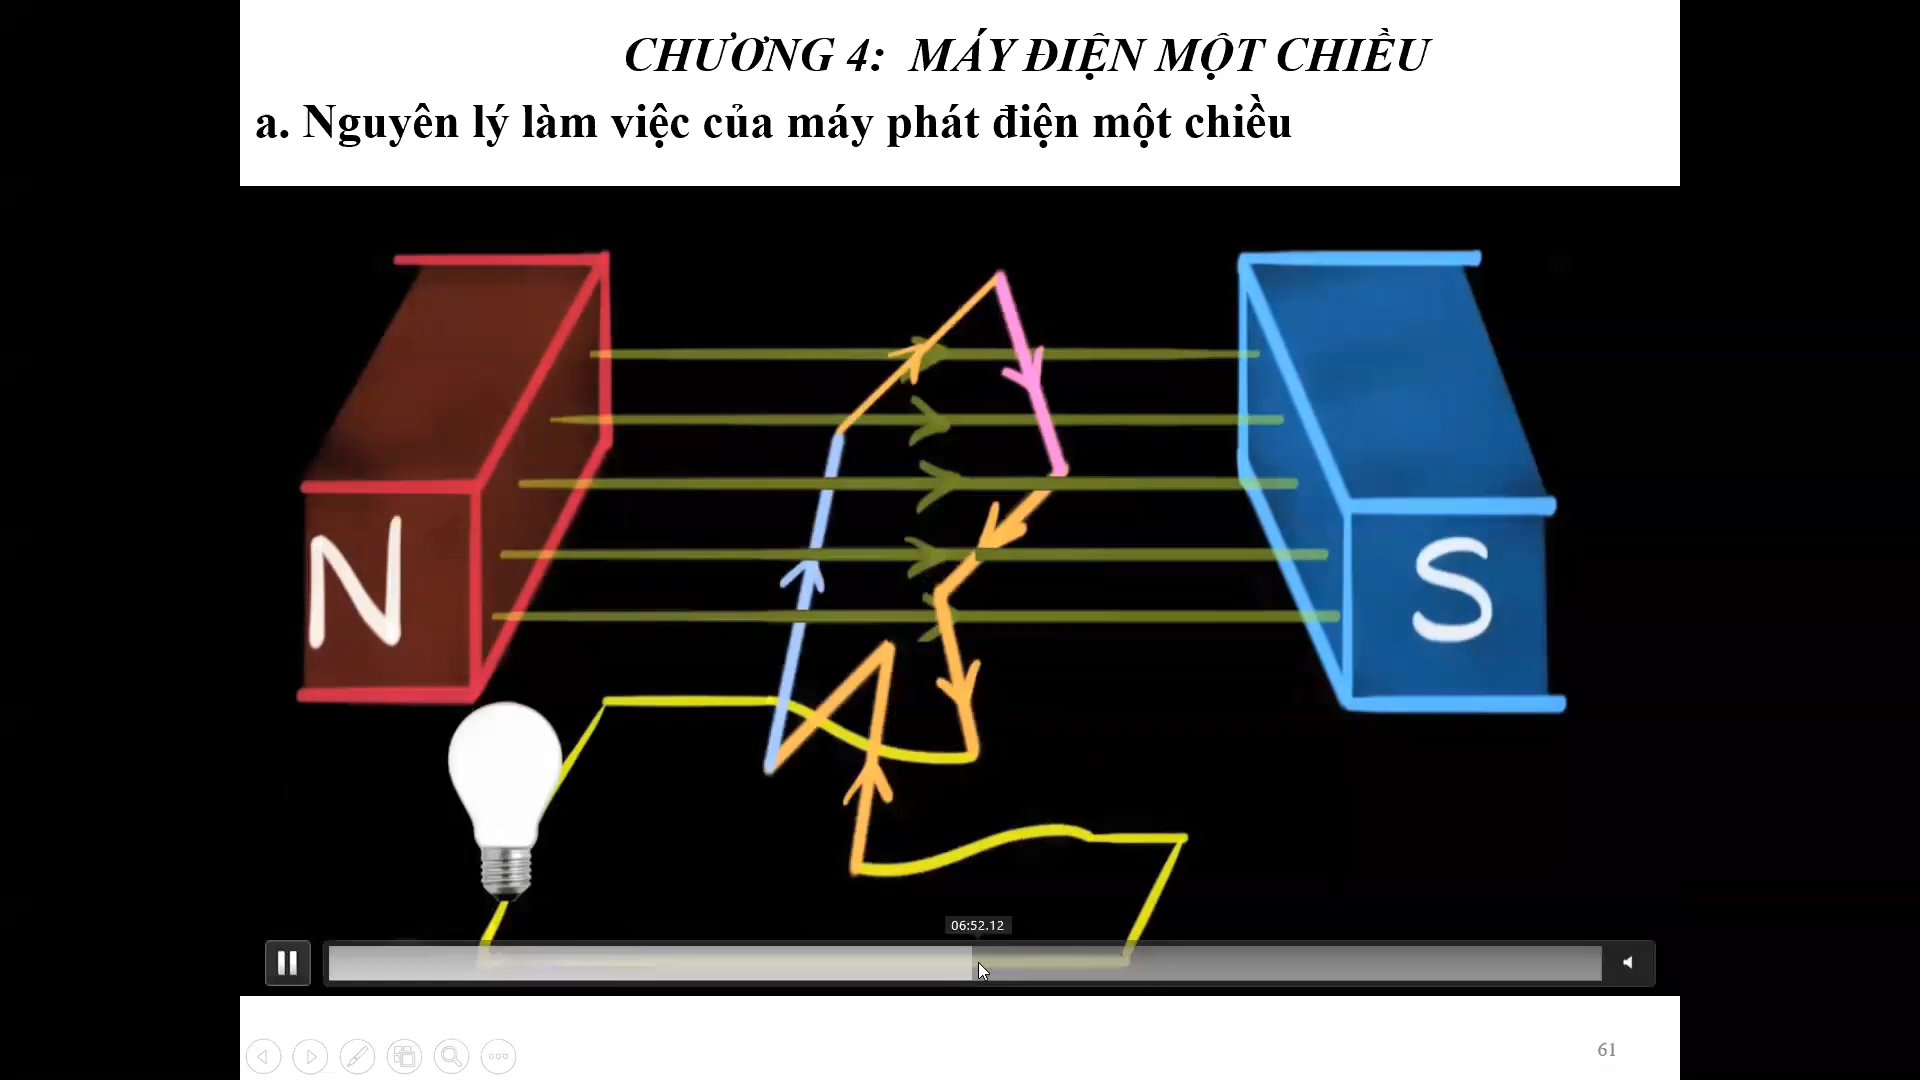 CHƯƠNG 4: MÁY ĐIỆN MỘT CHIỀU
a. Nguyên lý làm việc của máy phát điện một chiều
N
S
06:52.12
61